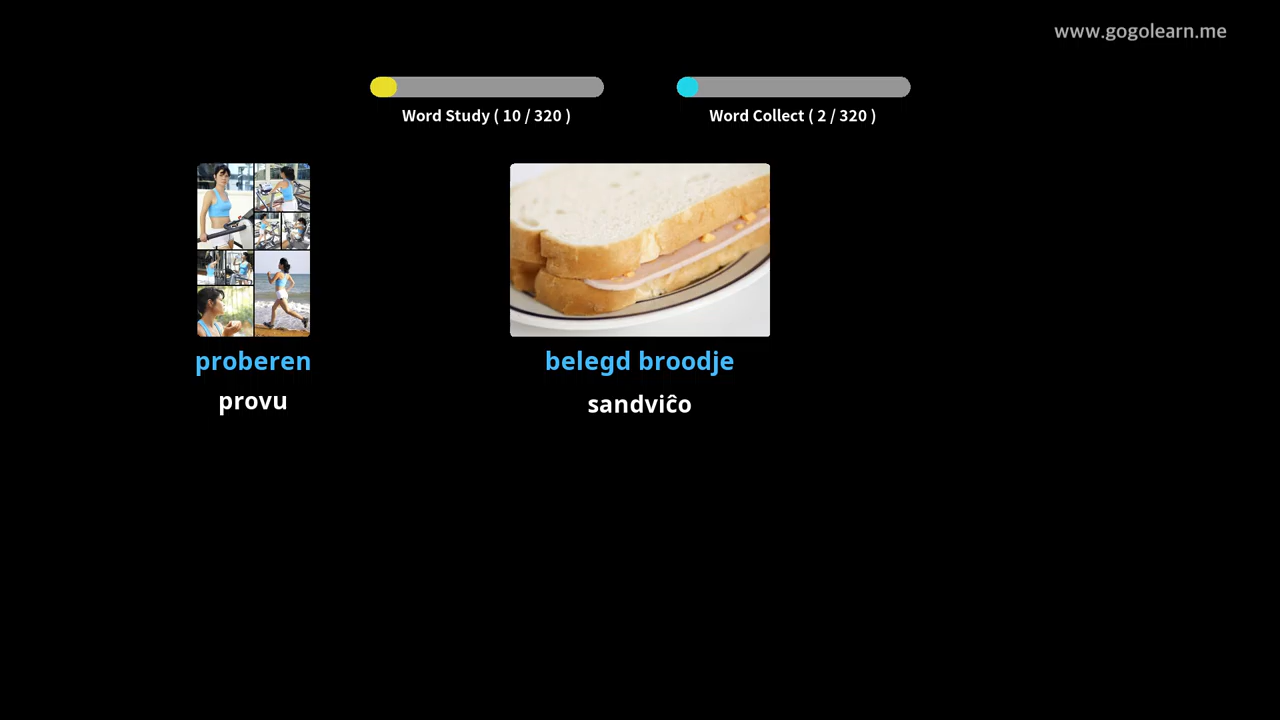 www.gogolearn.me
Word Study ( 10 / 320 )
Word Collect ( 2 / 320 )
proberen
provu
belegd broodje
sandviĉo